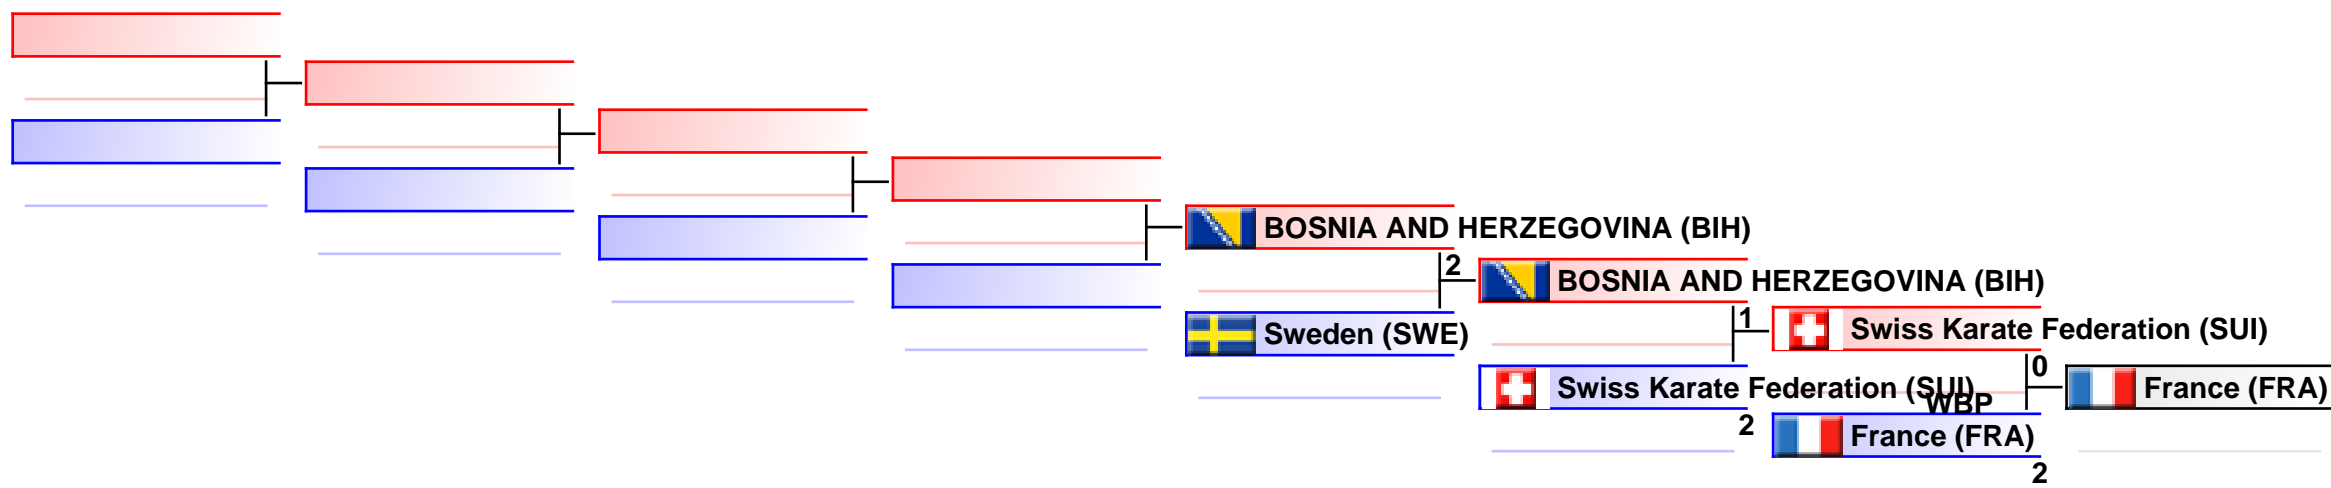 BOSNIA AND HERZEGOVINA (BIH)
2
BOSNIA AND HERZEGOVINA (BIH)
Sweden (SWE)
1
Swiss Karate Federation (SUI)
0
Swiss Karate Federation (SUI)
France (FRA)
WBP
2
France (FRA)
2